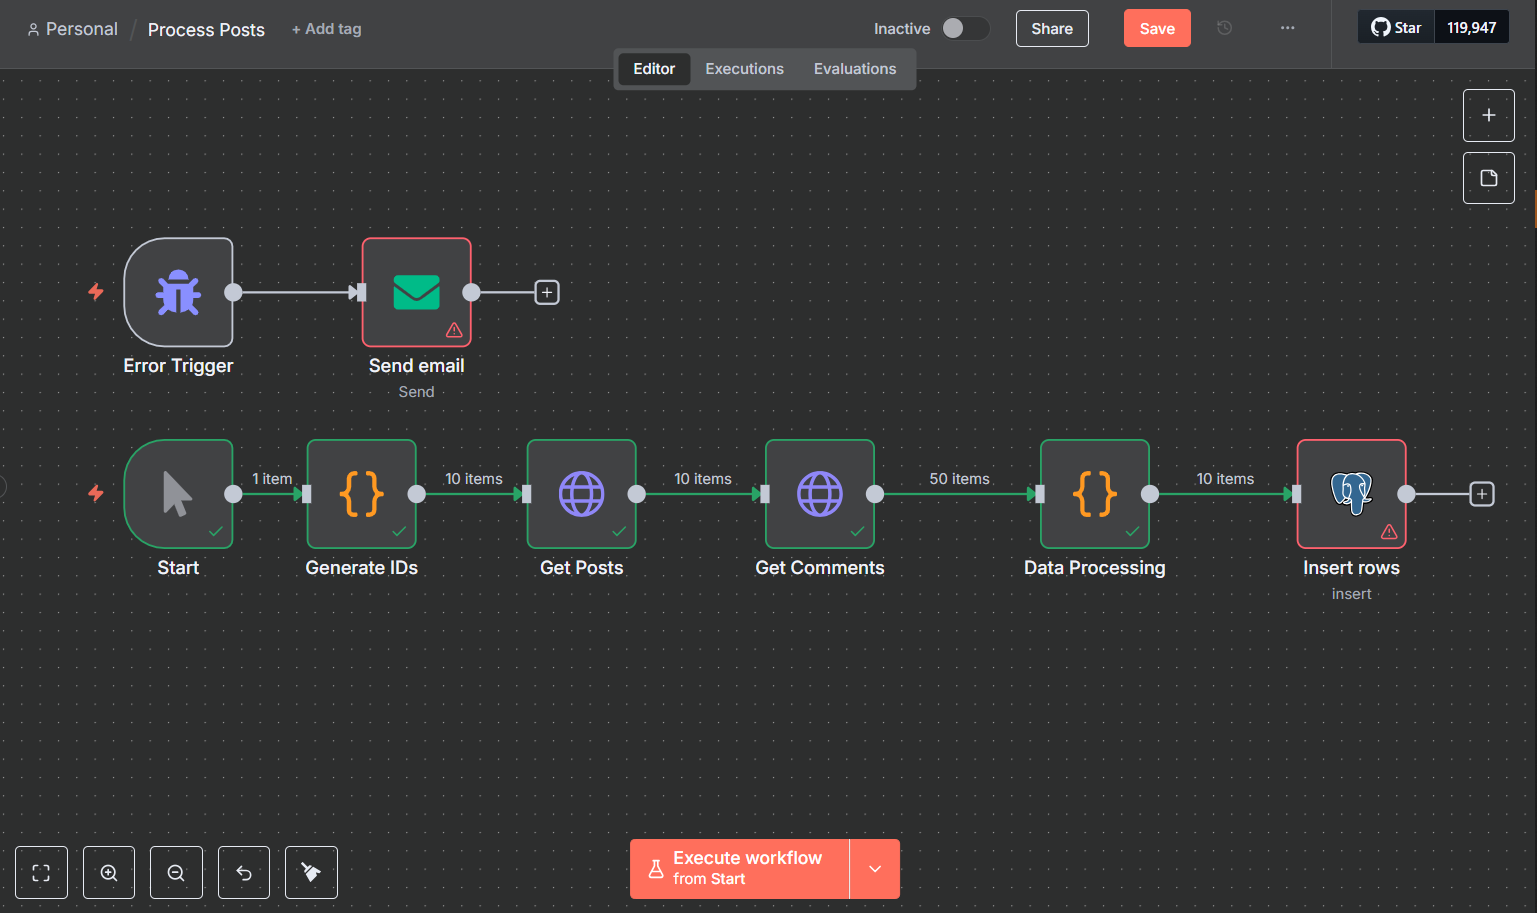 Personal / Process Posts + Add tag
Inactive Share Save ... Star 119,947
Editor Executions Evaluations
Error Trigger
Send email
Send
1 item
10 items
10 items
50 items
10 items
Start
Generate IDs
Get Posts
Get Comments
Data Processing
Insert rows
insert
Execute workflow
from Start